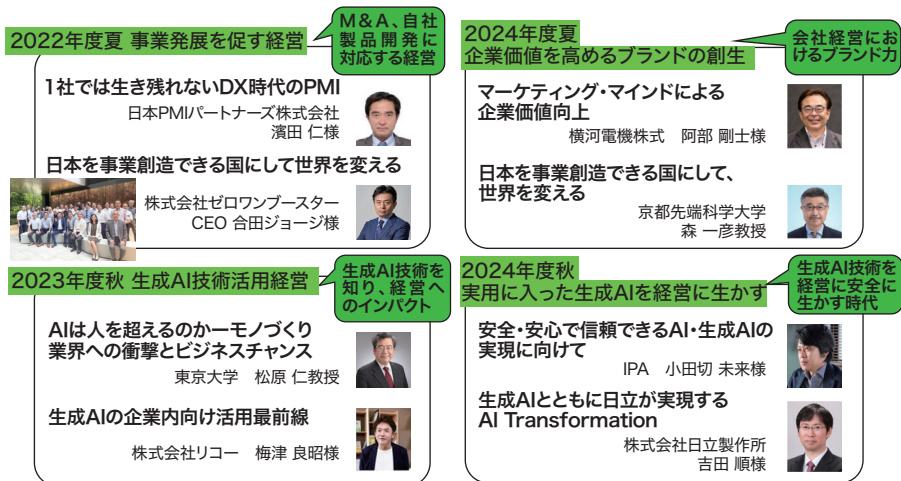 2022年度夏 事業発展を促す経営
M&A、自社
製品開発に
対応する経営
1社では生き残れないDX時代のPMI
日本PMIパートナーズ株式会社
濱田 仁様
日本を事業創造できる国にして世界を変える
株式会社ゼロワンブースター
CEO 合田ジョージ様
2024年度夏
企業価値を高めるブランドの創生
会社経営にお
けるブランド力
マーケティング・マインドによる
企業価値向上
横河電機株式　阿部 剛士様
日本を事業創造できる国にして、
世界を変える
京都先端科学大学
森 一彦教授
2023年度秋 生成AI技術活用経営
生成AI技術を
知り、経営へ
のインパクト
AIは人を超えるのかーモノづくり
業界への衝撃とビジネスチャンス
東京大学　松原 仁教授
生成AIの企業内向け活用最前線
株式会社リコー　梅津 良昭様
2024年度秋
実用に入った生成AIを経営に生かす
生成AI技術を
経営に安全に
生かす時代
安全・安心で信頼できるAI・生成AIの
実現に向けて
IPA　小田切 未来様
生成AIとともに日立が実現する
AI Transformation
株式会社日立製作所
吉田 順様